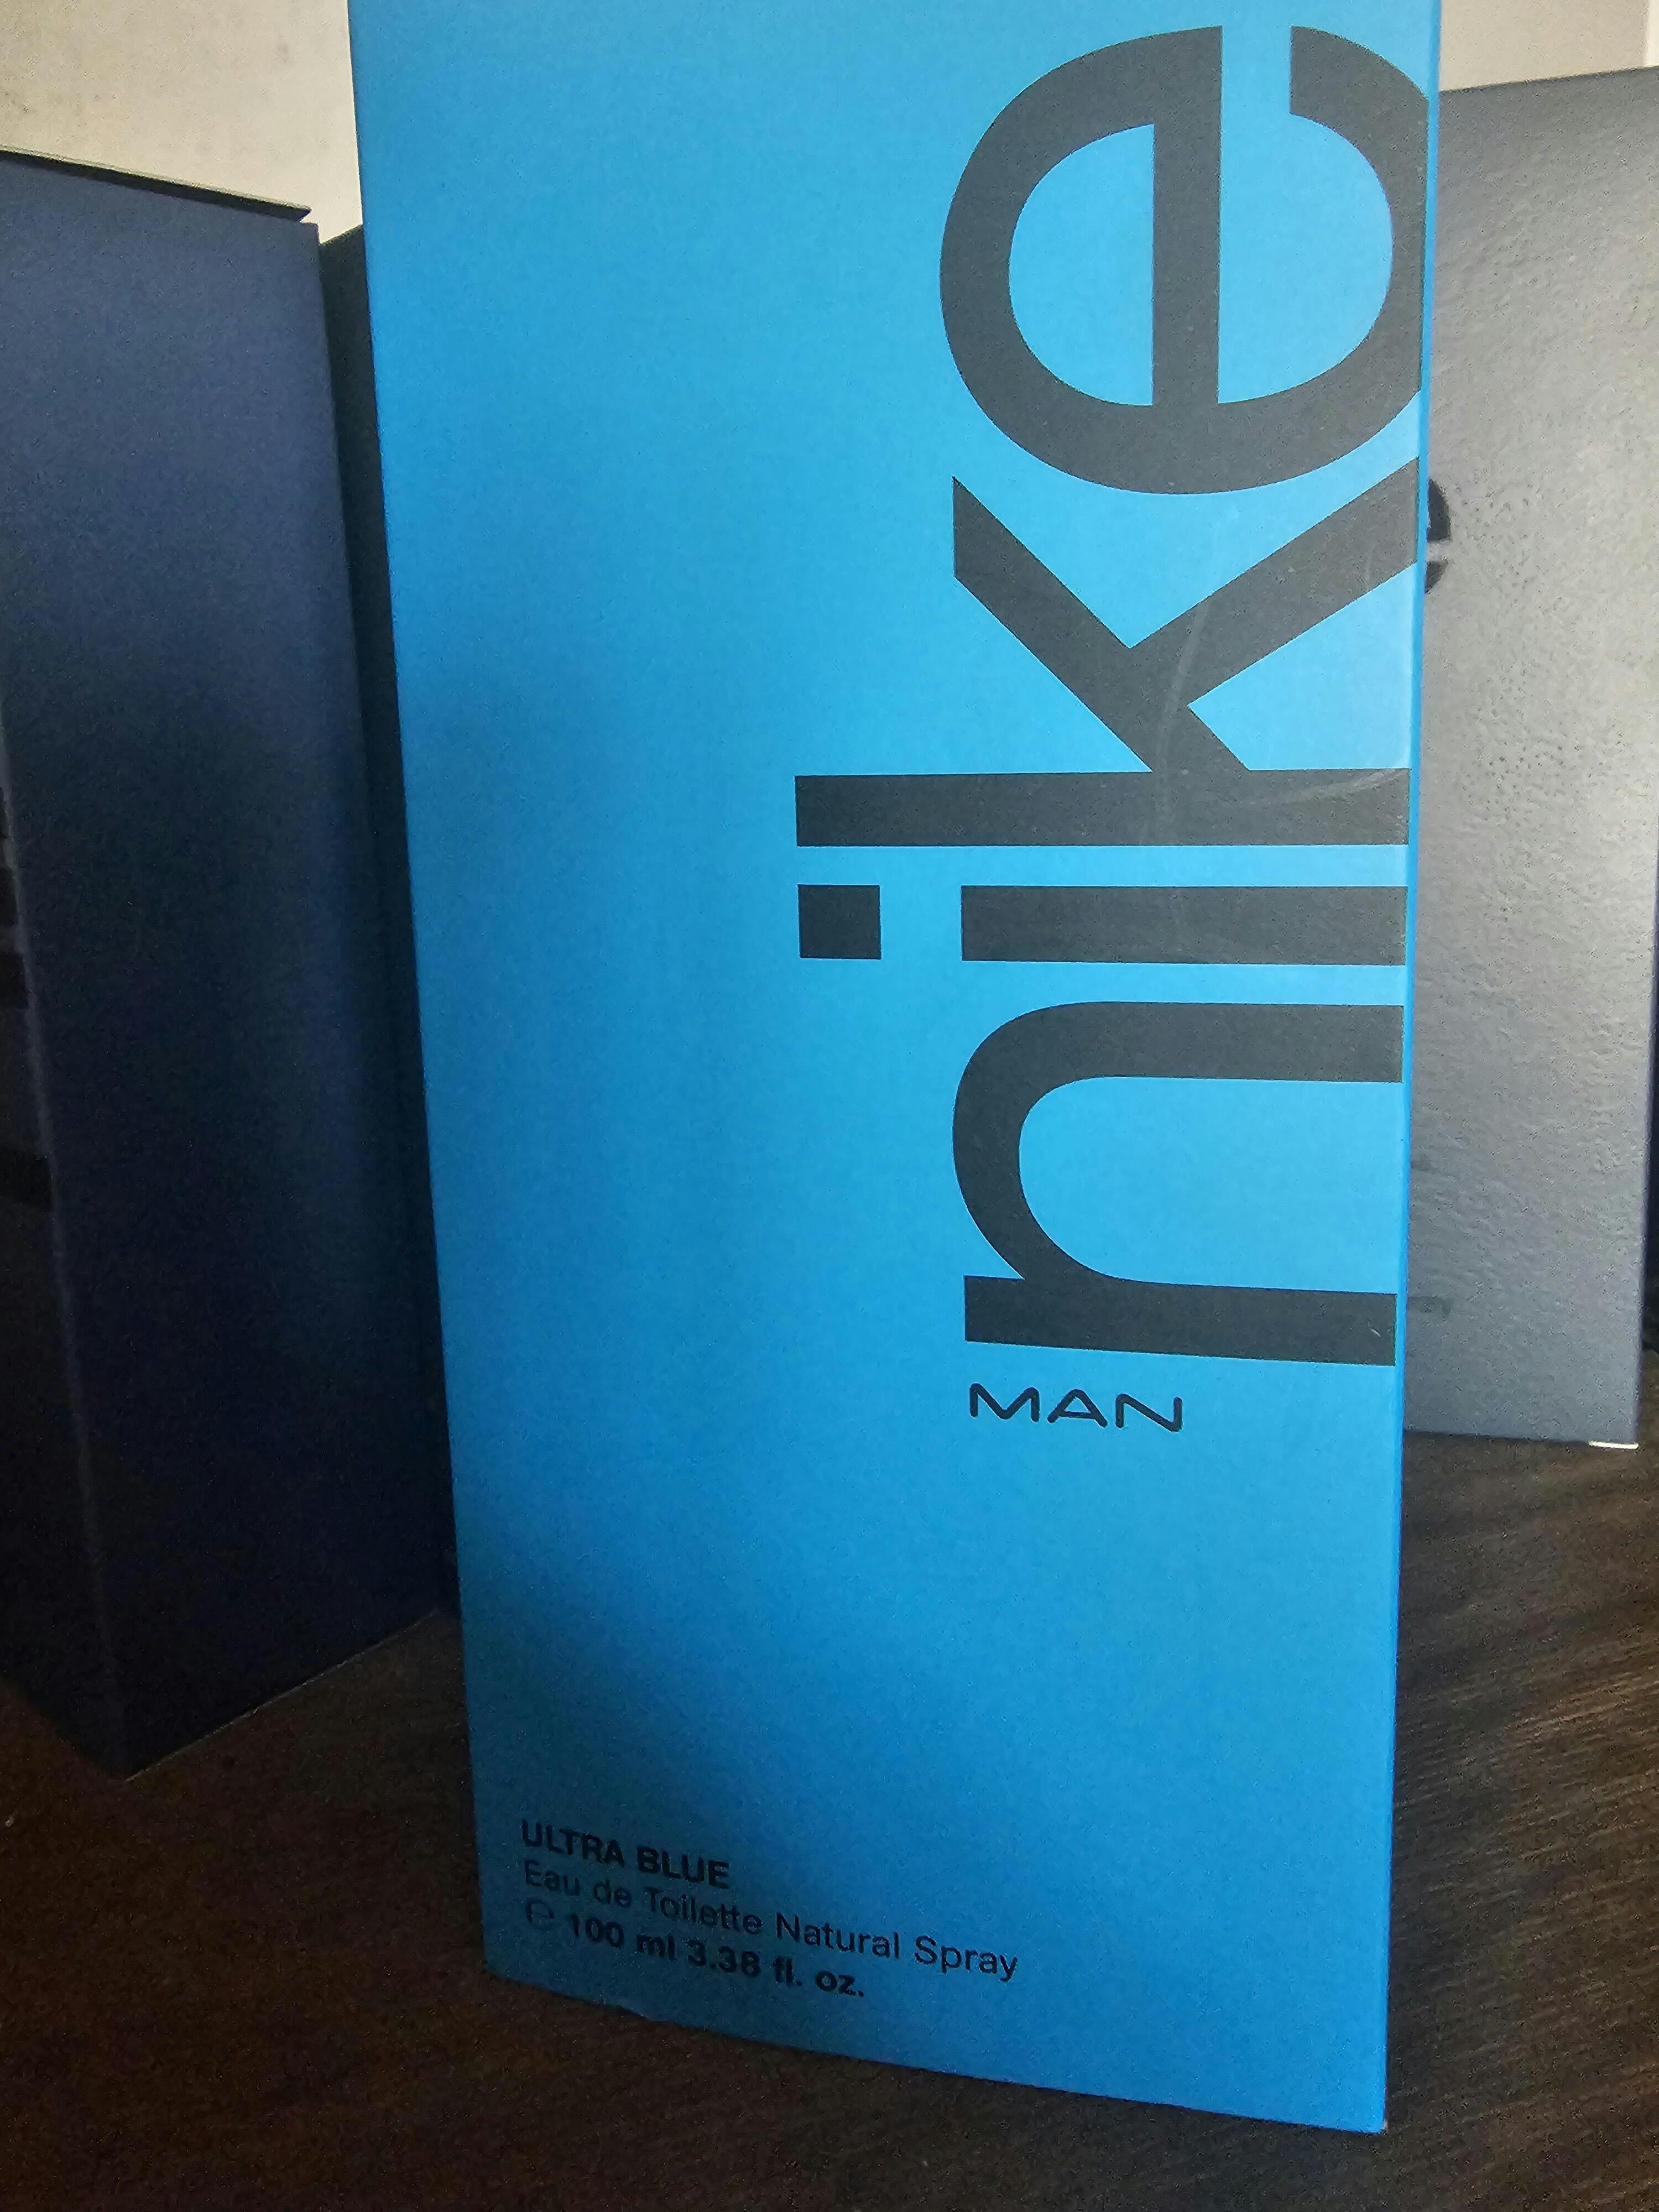 nike
MAN
ULTRA BLUE
Eau de Toilette Natural Spray
℮ 100 ml 3.38 fl. oz.